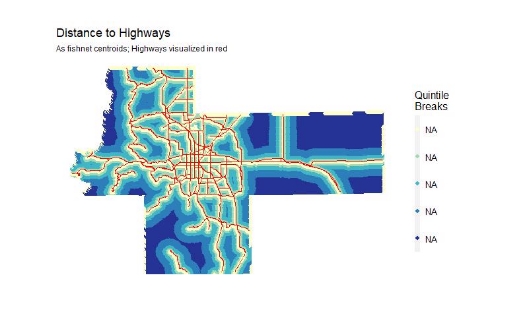 Distance to Highways
As fishnet centroids; Highways visualized in red
Quintile
Breaks
NA
NA
NA
NA
NA